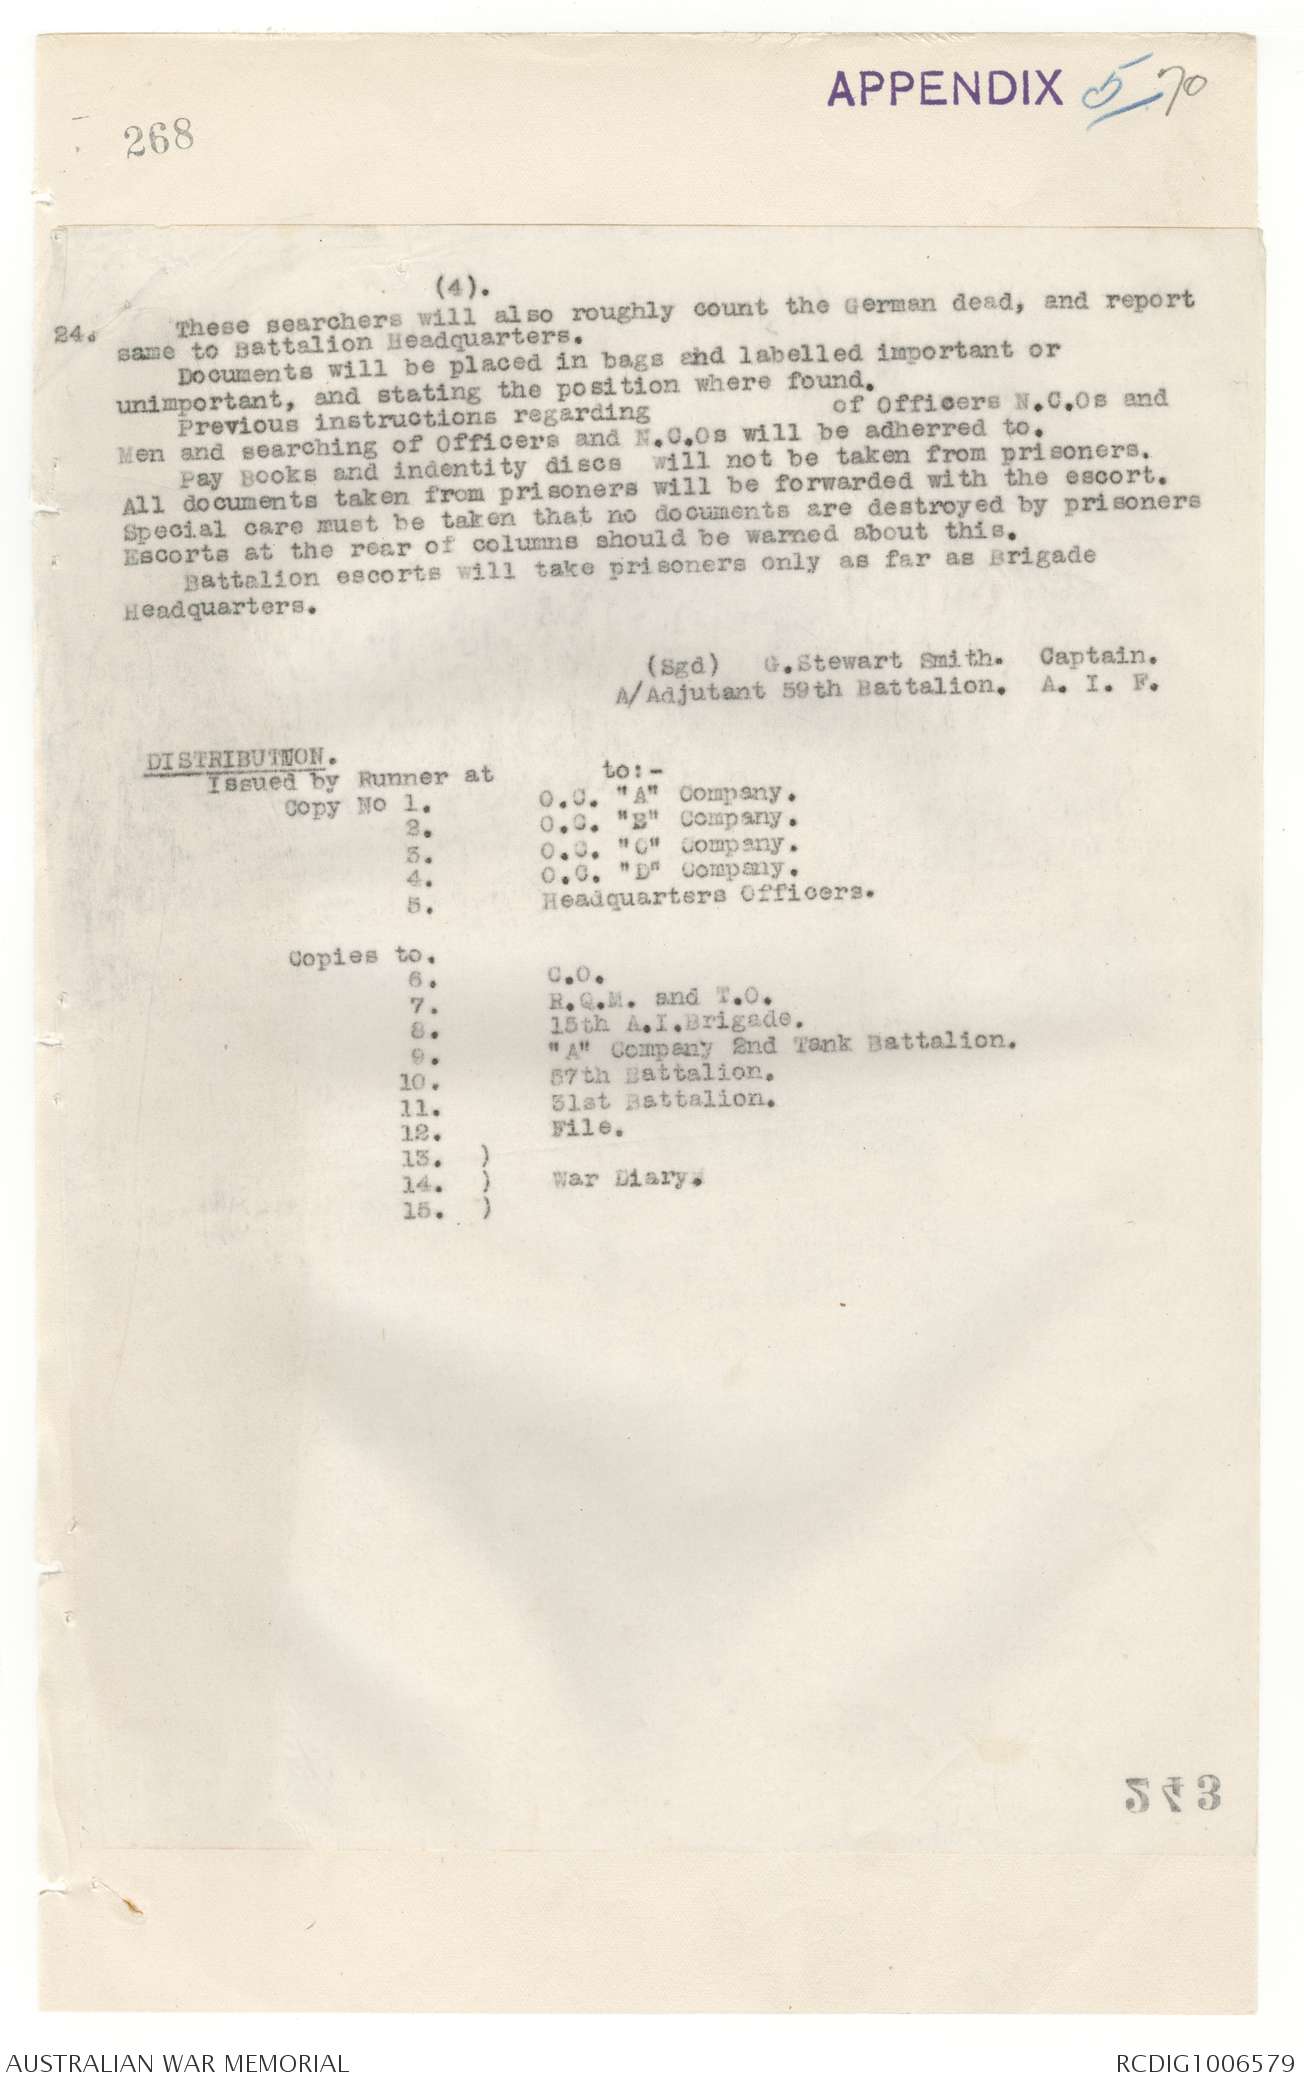 APPENDIX 5 70
268
(4).
24. These searchers will also roughly count the German dead, and report
same to Battalion Headquarters.
Documents will be placed in bags and labelled important or
unimportant, and stating the position where found.
Previous instructions regarding of Officers N.C.Os and
Men and searching of Officers and N.C.Os will be adherred to.
Pay Books and indentity discs will not be taken from prisoners.
All documents taken from prisoners will be forwarded with the escort.
Special care must be taken that no documents are destroyed by prisoners
Escorts at the rear of columns should be warned about this.
Battalion escorts will take prisoners only as far as Brigade
Headquarters.
(Sgd) G.Stewart Smith. Captain.
A/Adjutant 59th Battalion. A. I. F.
DISTRIBUTION.
Issued by Runner at to:-
Copy No 1. O.C. "A" Company.
2. O.C. "B" Company.
3. O.C. "C" Company.
4. O.C. "D" Company.
5. Headquarters Officers.
Copies to.
6. C.O.
7. R.Q.M. and T.O.
8. 15th A.I.Brigade.
9. "A" Company 2nd Tank Battalion.
10. 57th Battalion.
11. 31st Battalion.
12. File.
13. )
14. ) War Diary.
15. )
243
AUSTRALIAN WAR MEMORIAL
RCDIG1006579